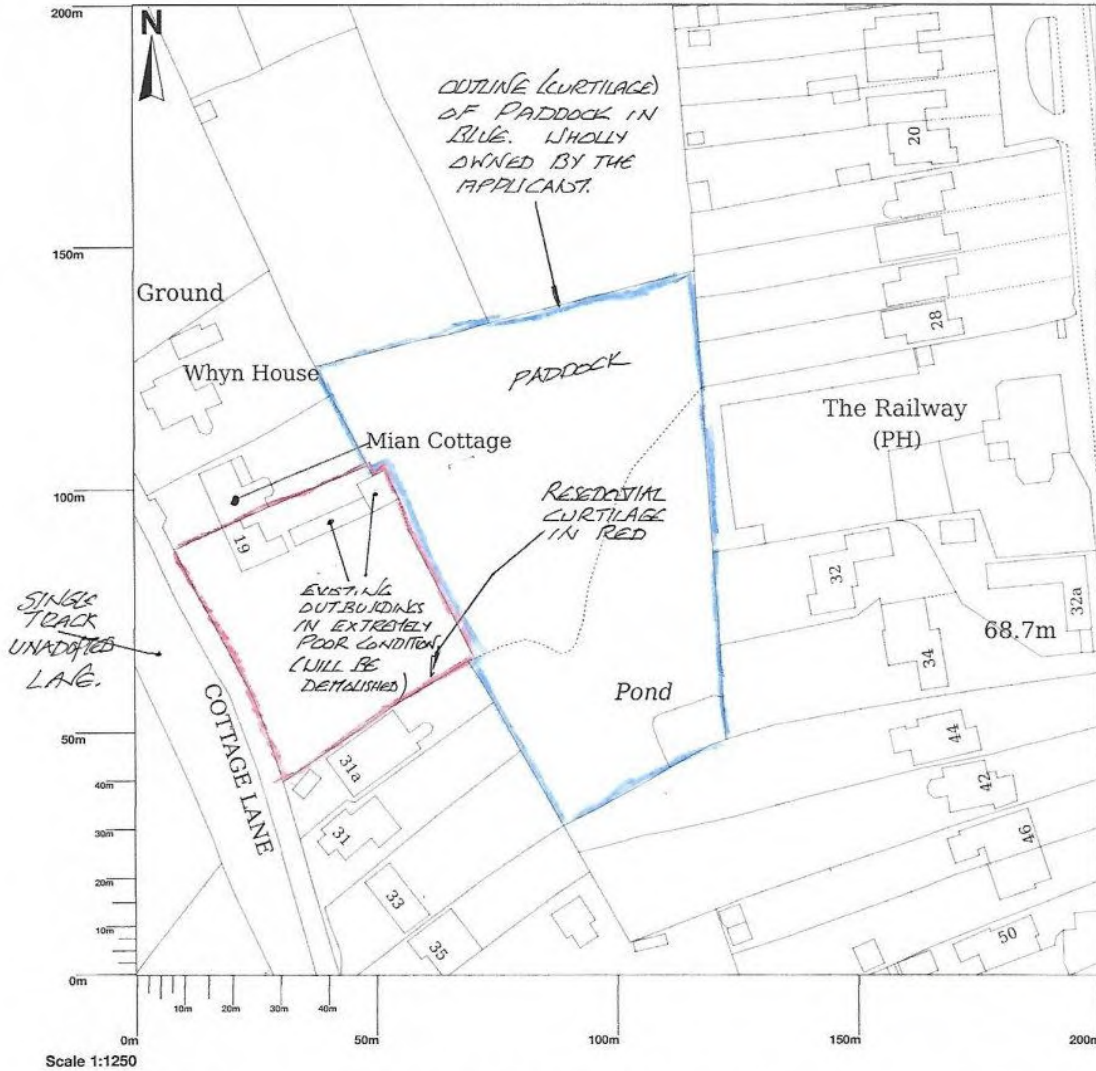 200m
N
OUTLINE (CURTILAGE)
OF PADDOCK IN
BLUE. WHOLLY
OWNED BY THE
APPLICANT.
20
150m
Ground
28
Whyn House
PADDOCK
The Railway
(PH)
Mian Cottage
100m
RESEDENTIAL
CURTILAGE
IN RED
19
EXISTING
OUTBUILDINGS
IN EXTREMELY
POOR CONDITION
(WILL BE
DEMOLISHED)
32
32a
SINGLE
TRACK
UNADOPTED
LANE.
68.7m
34
Pond
COTTAGE LANE
50m
44
31a
42
40m
31
46
30m
20m
33
50
10m
35
0m
10m 20m 30m 40m
0m 50m 100m 150m 200m
Scale 1:1250